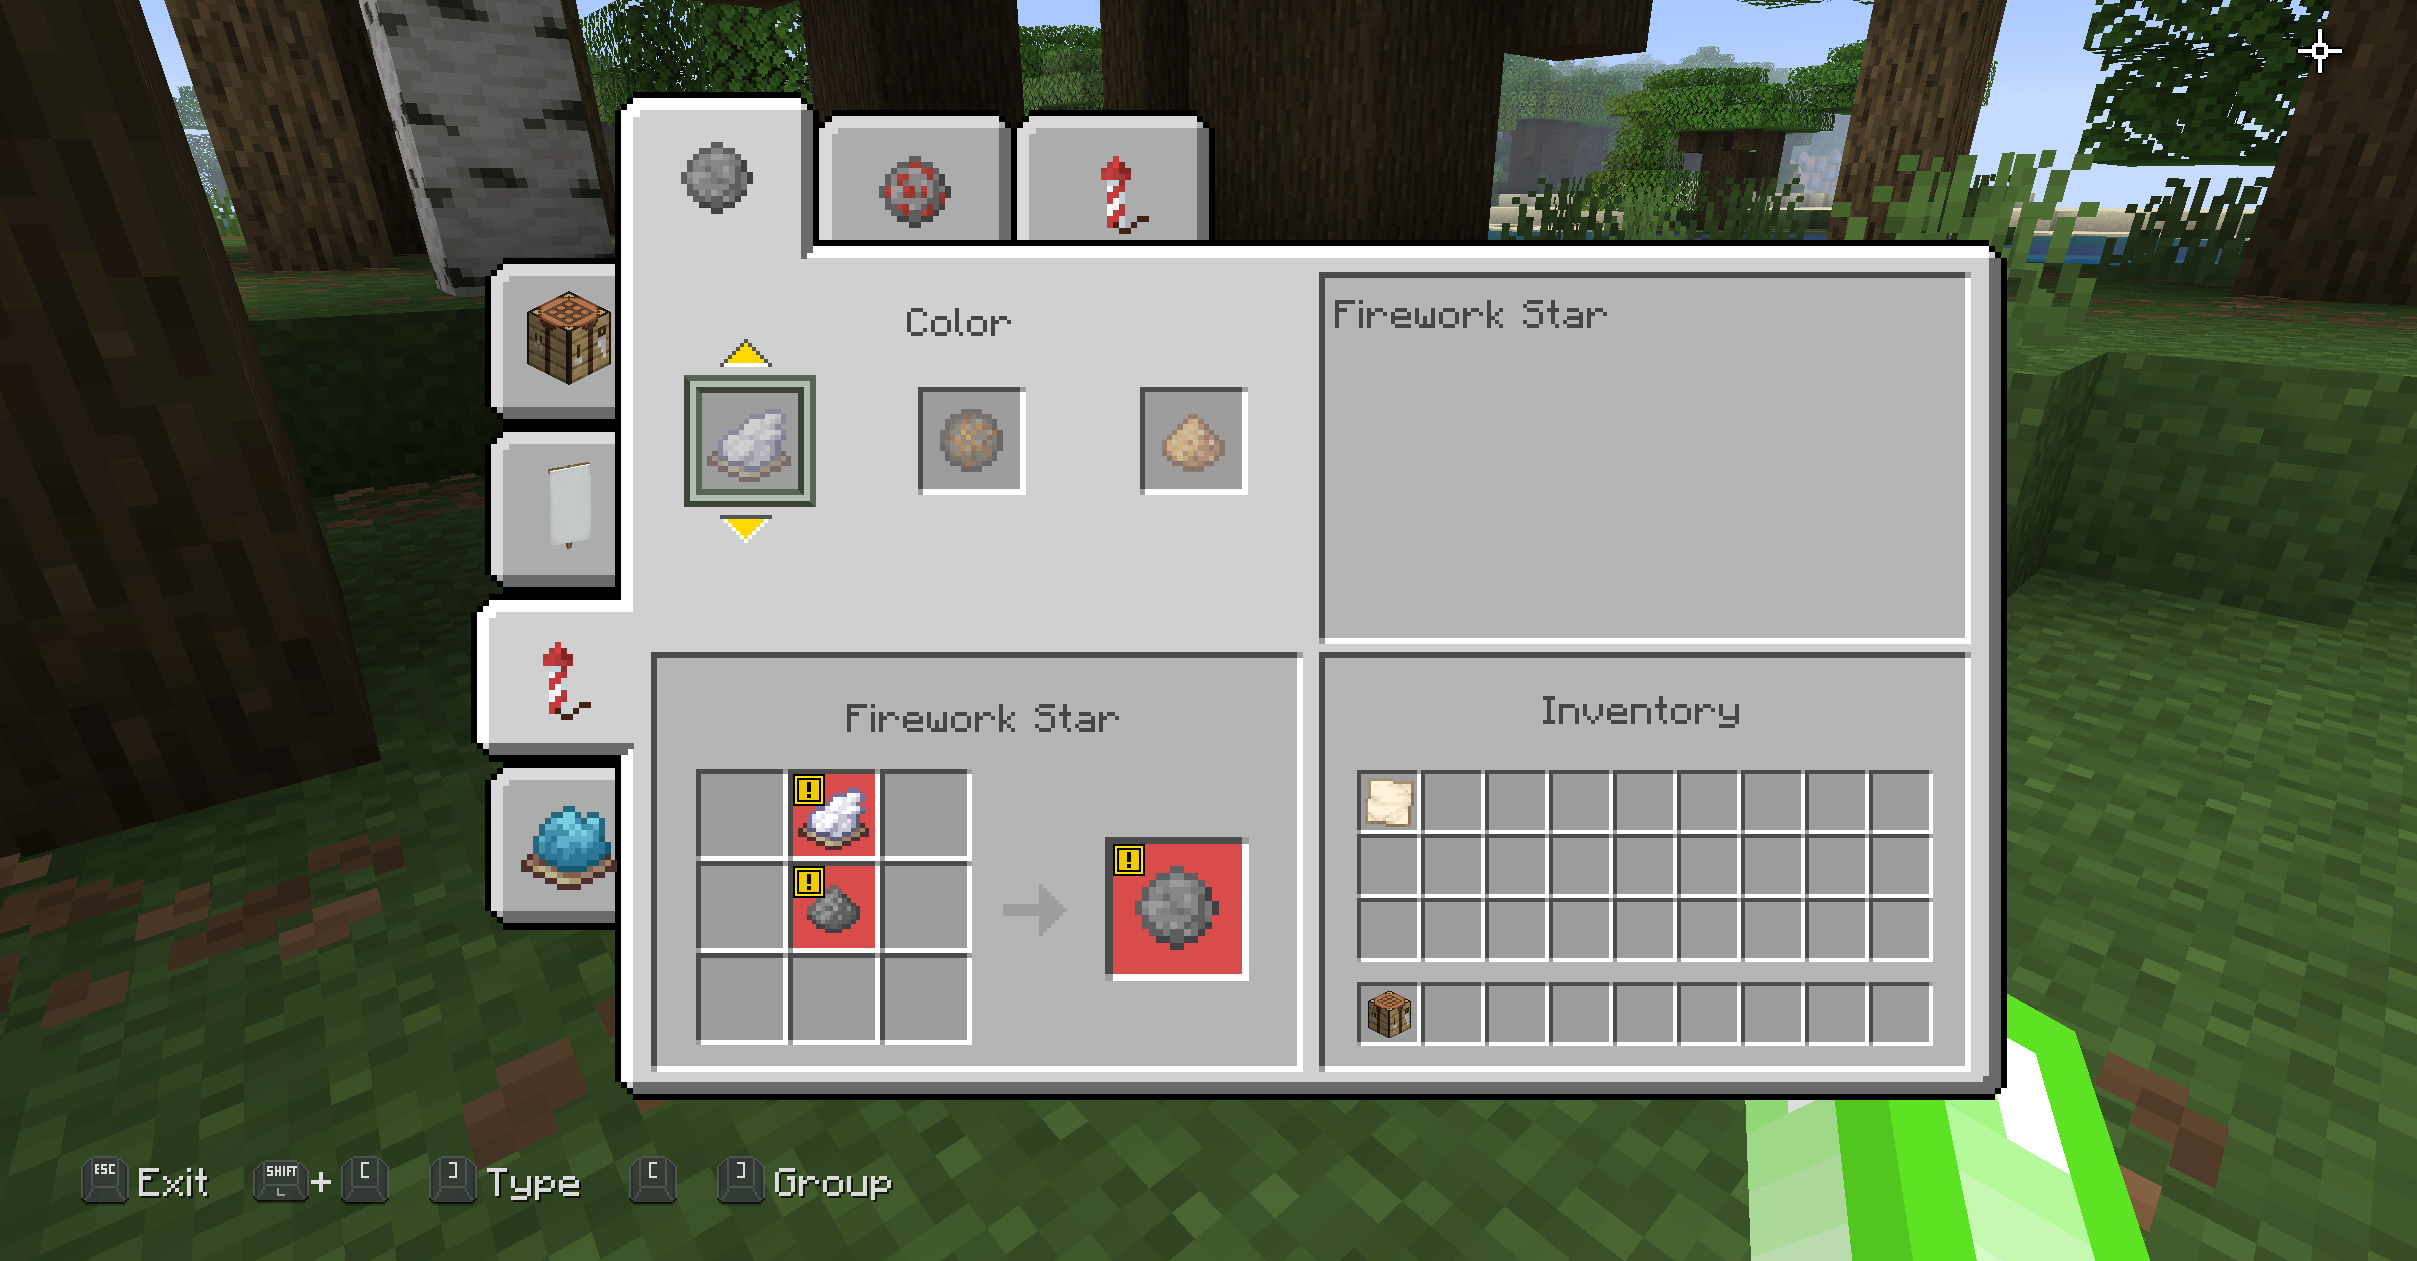 Color
Firework Star
Firework Star
Inventory
!
!
!
ESC Exit SHIFT L + [ ] Type [ ] Group